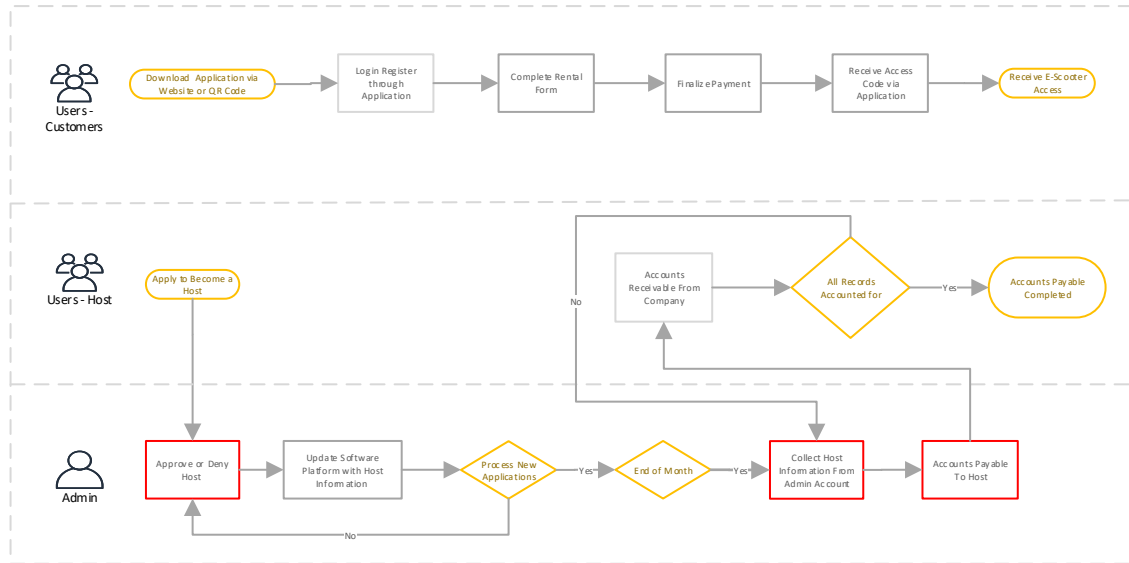 Download Application via
Website or QR Code
Login Register
through
Application
Complete Rental
Form
Finalize Payment
Receive Access
Code via
Application
Receive E-Scooter
Access
Users -
Customers
Apply to Become a
Host
Users - Host
Accounts
Receivable From
Company
All Records
Accounted for
Yes
Accounts Payable
Completed
No
Approve or Deny
Host
Update Software
Platform with Host
Information
Process New
Applications
Yes
End of Month
Yes
Collect Host
Information From
Admin Account
Accounts Payable
To Host
Admin
No